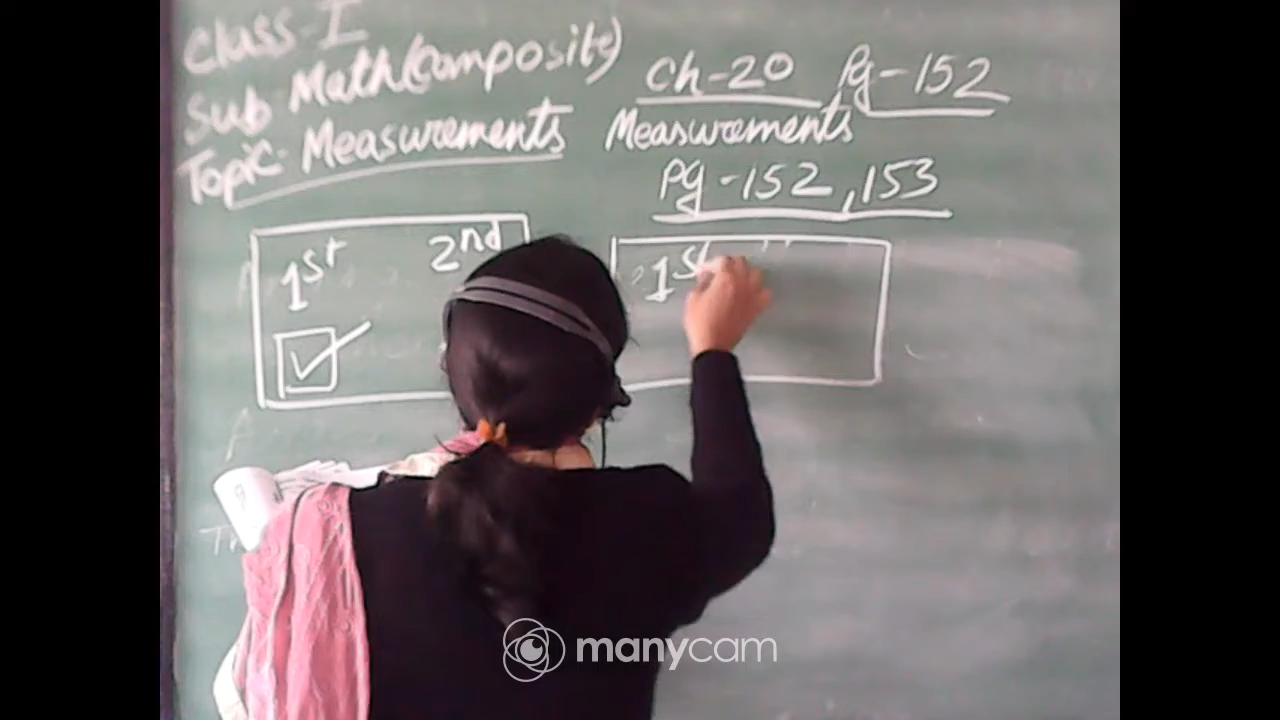 Class-I
Sub Math(Composite)
Topic- Measurements
Ch-20 Pg-152
Measurements
Pg-152,153
1st 2nd
1st
manycam